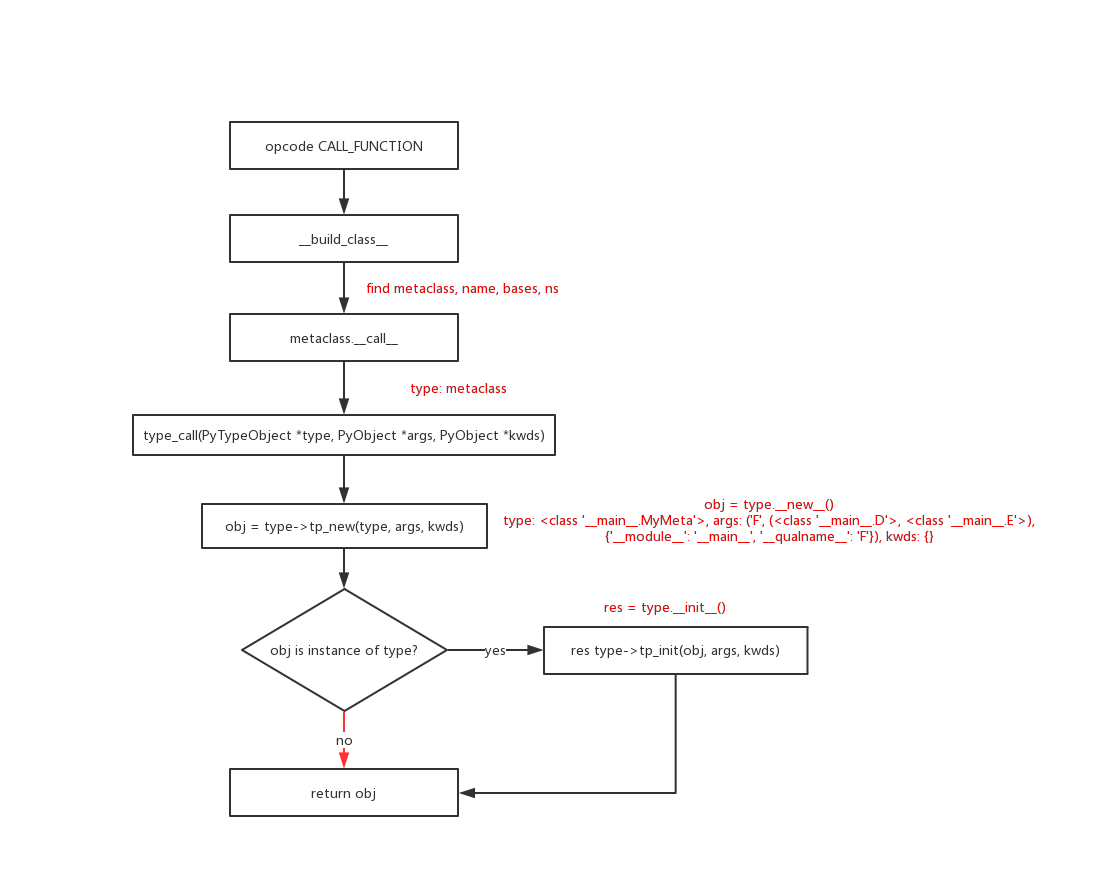 opcode CALL_FUNCTION
__build_class__
find metaclass, name, bases, ns
metaclass.__call__
type: metaclass
type_call(PyTypeObject *type, PyObject *args, PyObject *kwds)
obj = type->tp_new(type, args, kwds)
obj = type.__new__()
type: <class '__main__.MyMeta'>, args: ('F', (<class '__main__.D'>, <class '__main__.E'>),
{'__module__': '__main__', '__qualname__': 'F'}), kwds: {}
obj is instance of type?
yes
res = type.__init__()
res type->tp_init(obj, args, kwds)
no
return obj